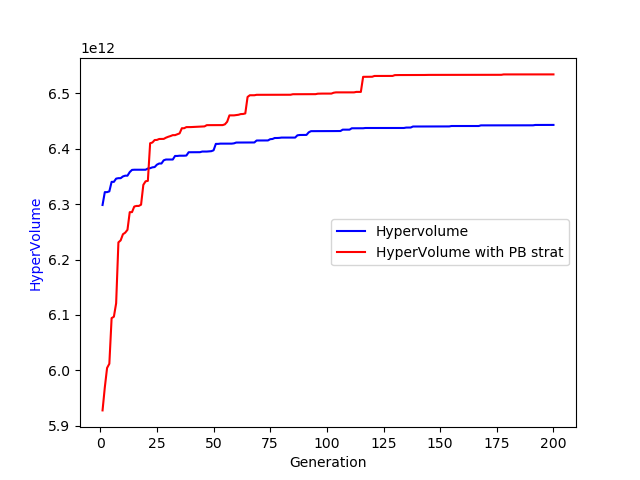 1e12
6.5
6.4
6.3
6.2
6.1
6.0
5.9
HyperVolume
Hypervolume
HyperVolume with PB strat
0 25 50 75 100 125 150 175 200
Generation